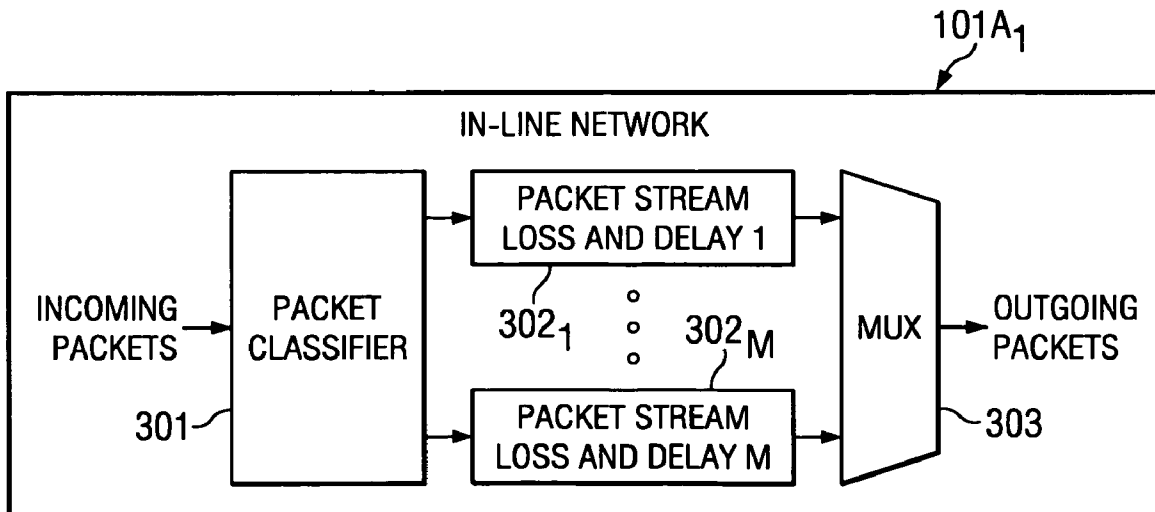 101A₁
IN-LINE NETWORK
INCOMING
PACKETS
301
PACKET
CLASSIFIER
PACKET STREAM
LOSS AND DELAY 1
302₁
302M
PACKET STREAM
LOSS AND DELAY M
MUX
303
OUTGOING
PACKETS